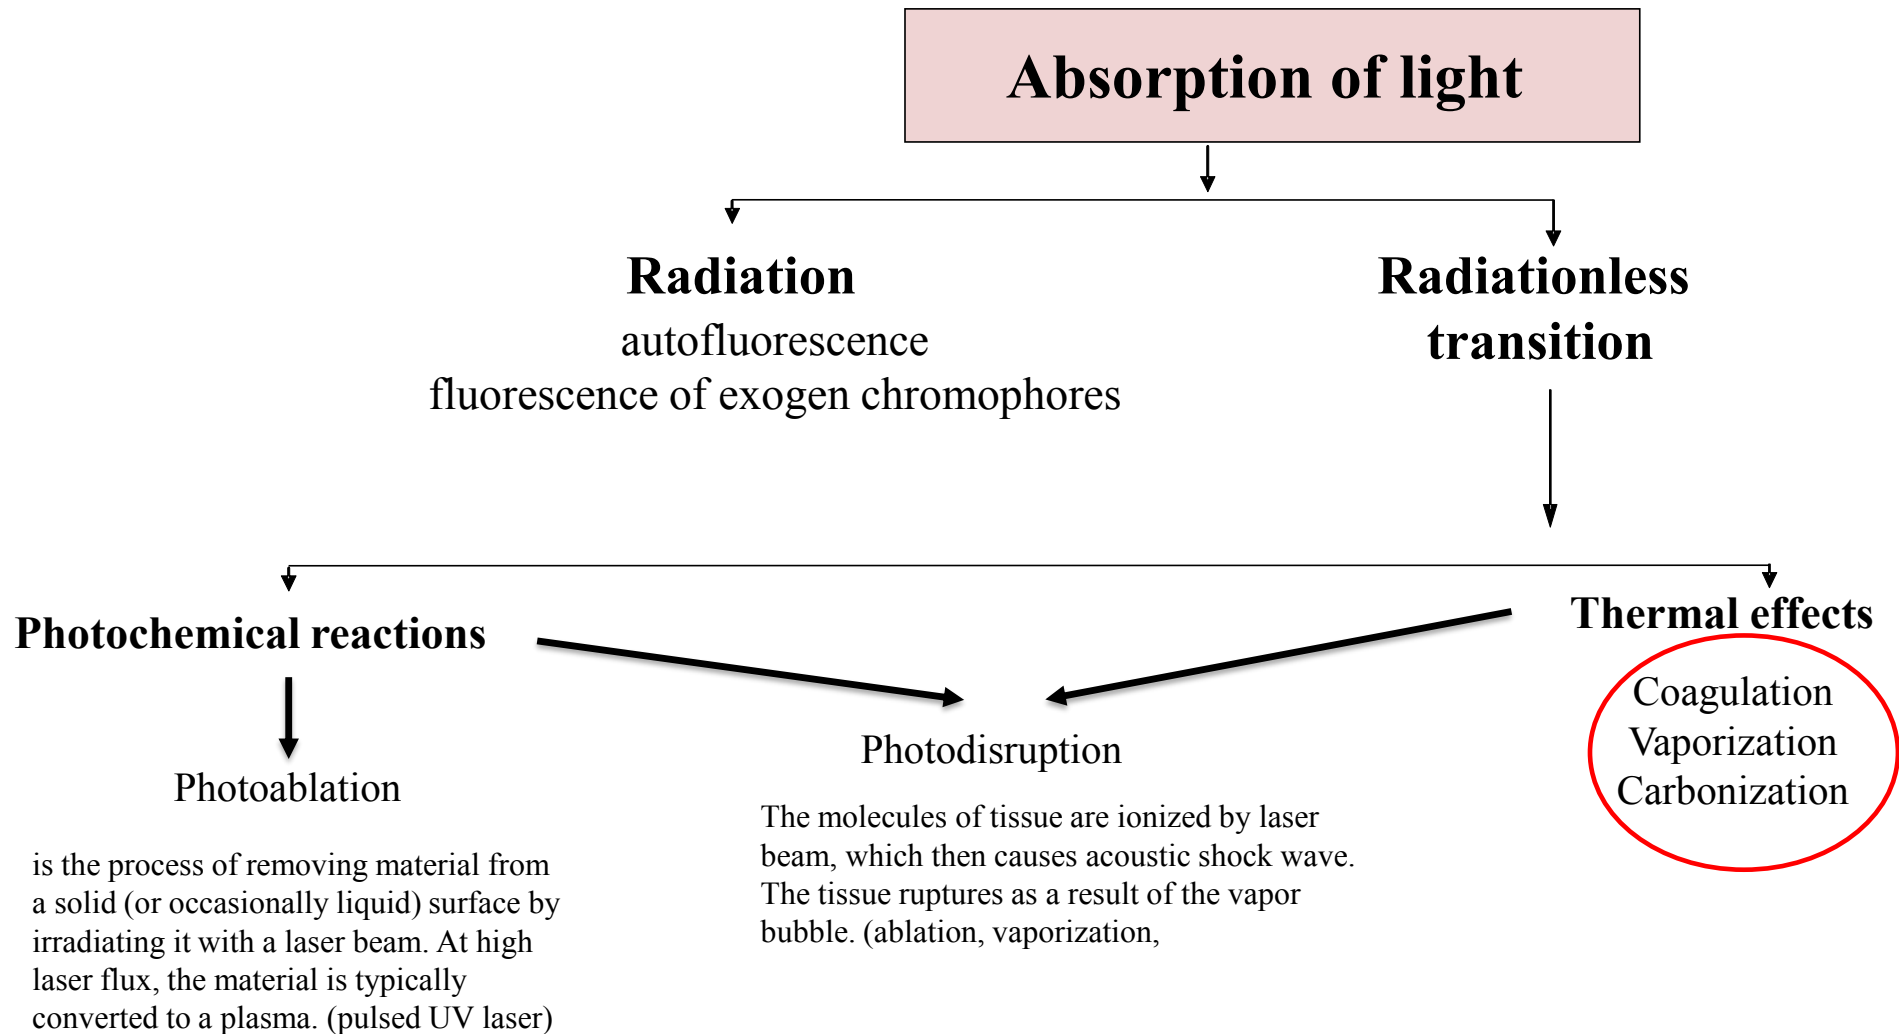 Absorption of light
Radiation
autofluorescence
fluorescence of exogen chromophores
Radiationless
transition
Photochemical reactions
Thermal effects
Coagulation
Vaporization
Carbonization
Photoablation
is the process of removing material from
a solid (or occasionally liquid) surface by
irradiating it with a laser beam. At high
laser flux, the material is typically
converted to a plasma. (pulsed UV laser)
Photodisruption
The molecules of tissue are ionized by laser
beam, which then causes acoustic shock wave.
The tissue ruptures as a result of the vapor
bubble. (ablation, vaporization,